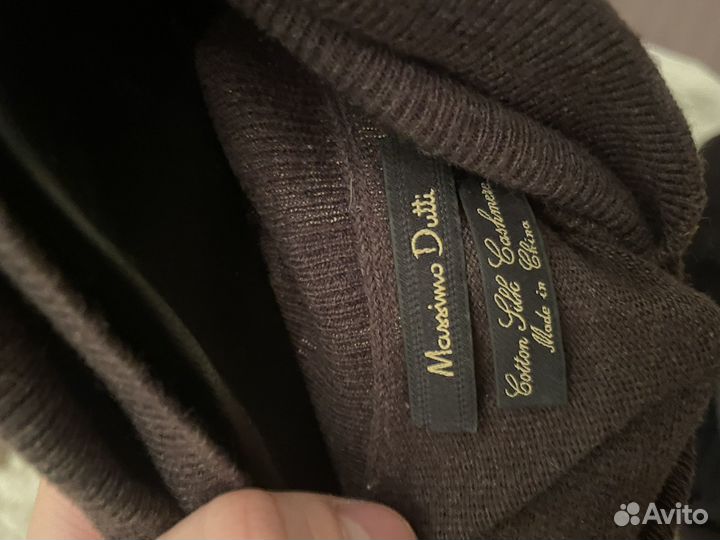 Massimo Dutti
Cotton Silk Cashmere
Made in China
Avito